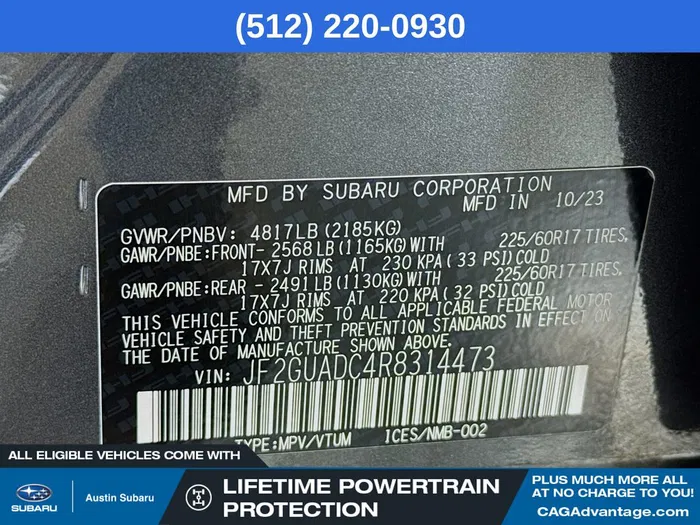 (512) 220-0930
MFD BY SUBARU CORPORATION
MFD IN 10/23
GVWR/PNBV: 4817LB(2185KG)
GAWR/PNBE:FRONT- 2568LB(1165KG)WITH 225/60R17 TIRES,
17X7J RIMS AT 230 KPA(33 PSI)COLD
GAWR/PNBE:REAR - 2491LB(1130KG)WITH 225/60R17 TIRES,
17X7J RIMS AT 220 KPA(32 PSI)COLD
THIS VEHICLE CONFORMS TO ALL APPLICABLE FEDERAL MOTOR
VEHICLE SAFETY AND THEFT PREVENTION STANDARDS IN EFFECT ON
THE DATE OF MANUFACTURE SHOWN ABOVE.
VIN: JF2GUADC4R8314473
TYPE:MPV/VTUM ICES/NMB-002
ALL ELIGIBLE VEHICLES COME WITH
SUBARU
Austin Subaru
LIFETIME POWERTRAIN
PROTECTION
PLUS MUCH MORE ALL
AT NO CHARGE TO YOU!
CAGAdvantage.com